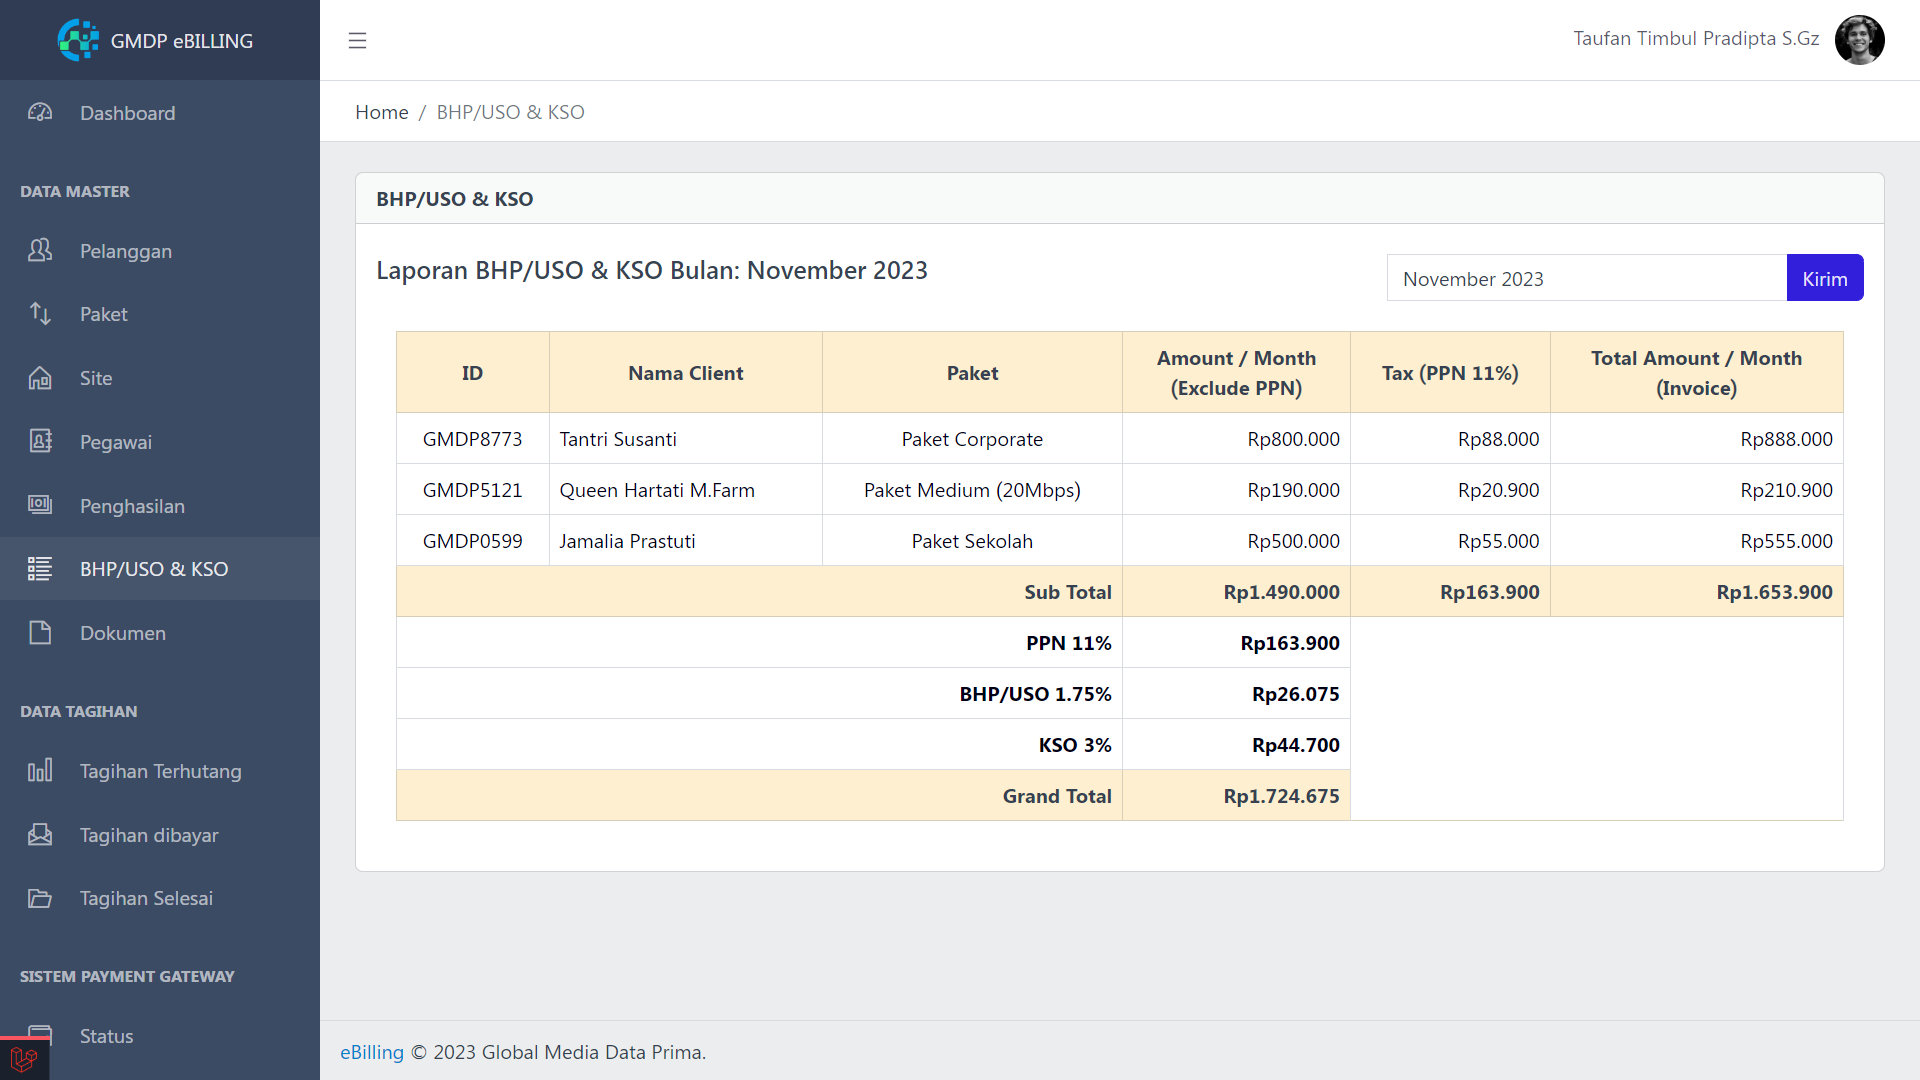 GMDP eBILLING
Taufan Timbul Pradipta S.Gz
Dashboard
DATA MASTER
Pelanggan
Paket
Site
Pegawai
Penghasilan
BHP/USO & KSO
Dokumen
DATA TAGIHAN
Tagihan Terhutang
Tagihan dibayar
Tagihan Selesai
SISTEM PAYMENT GATEWAY
Status
Home / BHP/USO & KSO
BHP/USO & KSO
Laporan BHP/USO & KSO Bulan: November 2023
November 2023 Kirim
ID Nama Client Paket Amount / Month (Exclude PPN) Tax (PPN 11%) Total Amount / Month (Invoice)
GMDP8773 Tantri Susanti Paket Corporate Rp800.000 Rp88.000 Rp888.000
GMDP5121 Queen Hartati M.Farm Paket Medium (20Mbps) Rp190.000 Rp20.900 Rp210.900
GMDP0599 Jamalia Prastuti Paket Sekolah Rp500.000 Rp55.000 Rp555.000
Sub Total Rp1.490.000 Rp163.900 Rp1.653.900
PPN 11% Rp163.900
BHP/USO 1.75% Rp26.075
KSO 3% Rp44.700
Grand Total Rp1.724.675
eBilling © 2023 Global Media Data Prima.